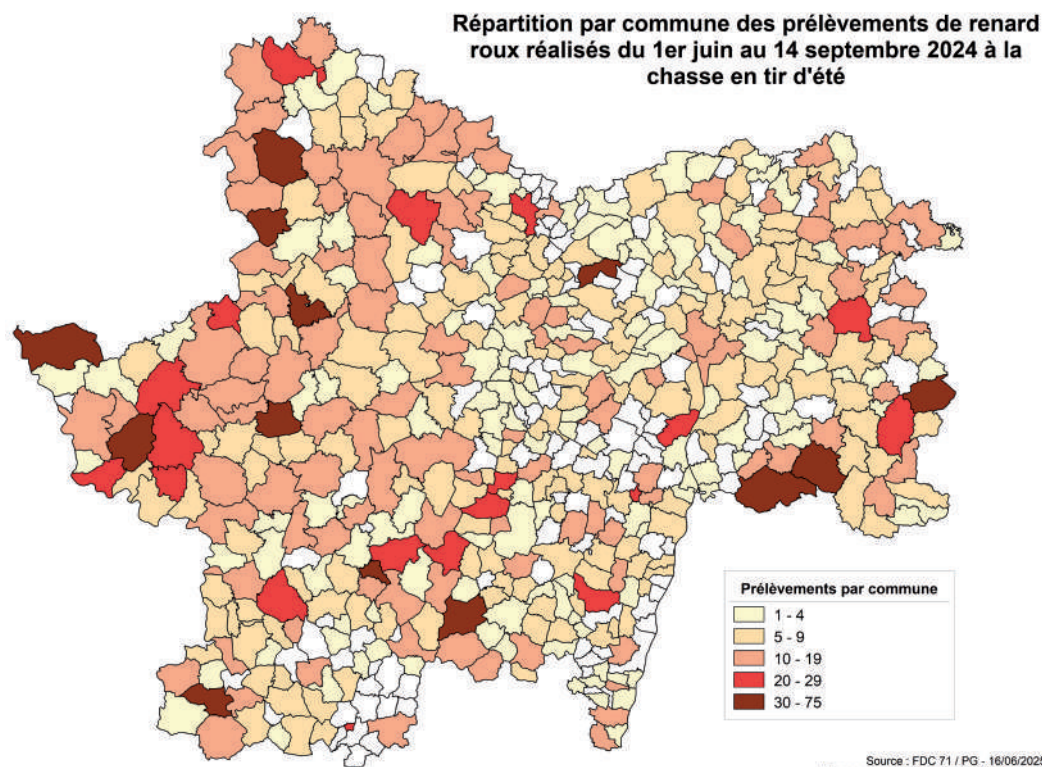 Répartition par commune des prélèvements de renard
roux réalisés du 1er juin au 14 septembre 2024 à la
chasse en tir d'été
Prélèvements par commune
1 - 4
5 - 9
10 - 19
20 - 29
30 - 75
Source : FDC 71 / PG - 16/06/2025